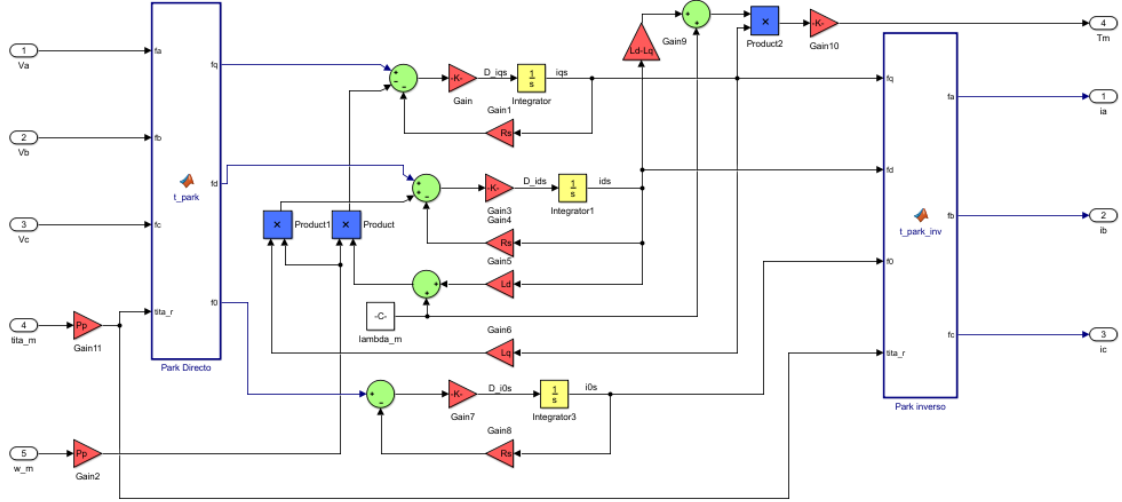 1
Va
2
Vb
3
Vc
4
tita_m
5
w_m
Pp
Gain11
Pp
Gain2
fa
fb
fc
tita_r
fq
fd
f0
t_park
Park Directo
+
-
-
-K-
Gain
D_iqs
1
s
Integrator
iqs
Gain1
Rs
+
+
-
-K-
Gain3
D_ids
1
s
Integrator1
ids
Gain4
Rs
×
Product1
×
Product
Gain5
Ld
+
+
-C-
lambda_m
Gain6
Lq
+
-
-K-
Gain7
D_i0s
1
s
Integrator3
i0s
Gain8
Rs
Ld-Lq
Gain9
+
+
×
Product2
-K-
Gain10
4
Tm
fq
fd
f0
tita_r
fa
fb
fc
t_park_inv
Park inverso
1
ia
2
ib
3
ic